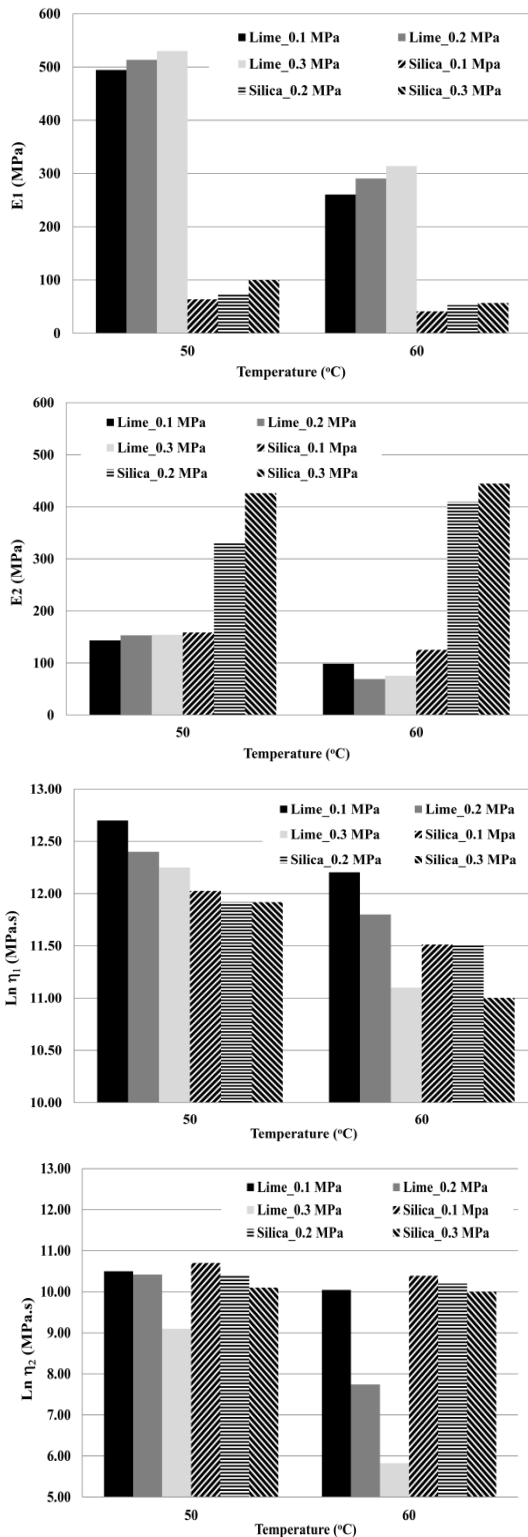 600
500
400
300
200
100
0
E1 (MPa)
Lime_0.1 MPa Lime_0.2 MPa
Lime_0.3 MPa Silica_0.1 Mpa
Silica_0.2 MPa Silica_0.3 MPa
50 60
Temperature (ᵒC)
600
500
400
300
200
100
0
E2 (MPa)
Lime_0.1 MPa Lime_0.2 MPa
Lime_0.3 MPa Silica_0.1 Mpa
Silica_0.2 MPa Silica_0.3 MPa
50 60
Temperature (ᵒC)
13.00
12.50
12.00
11.50
11.00
10.50
10.00
Ln η₁ (MPa.s)
Lime_0.1 MPa Lime_0.2 MPa
Lime_0.3 MPa Silica_0.1 Mpa
Silica_0.2 MPa Silica_0.3 MPa
50 60
Temperature (ᵒC)
13.00
12.00
11.00
10.00
9.00
8.00
7.00
6.00
5.00
Ln η₂ (MPa.s)
Lime_0.1 MPa Lime_0.2 MPa
Lime_0.3 MPa Silica_0.1 Mpa
Silica_0.2 MPa Silica_0.3 MPa
50 60
Temperature (ᵒC)